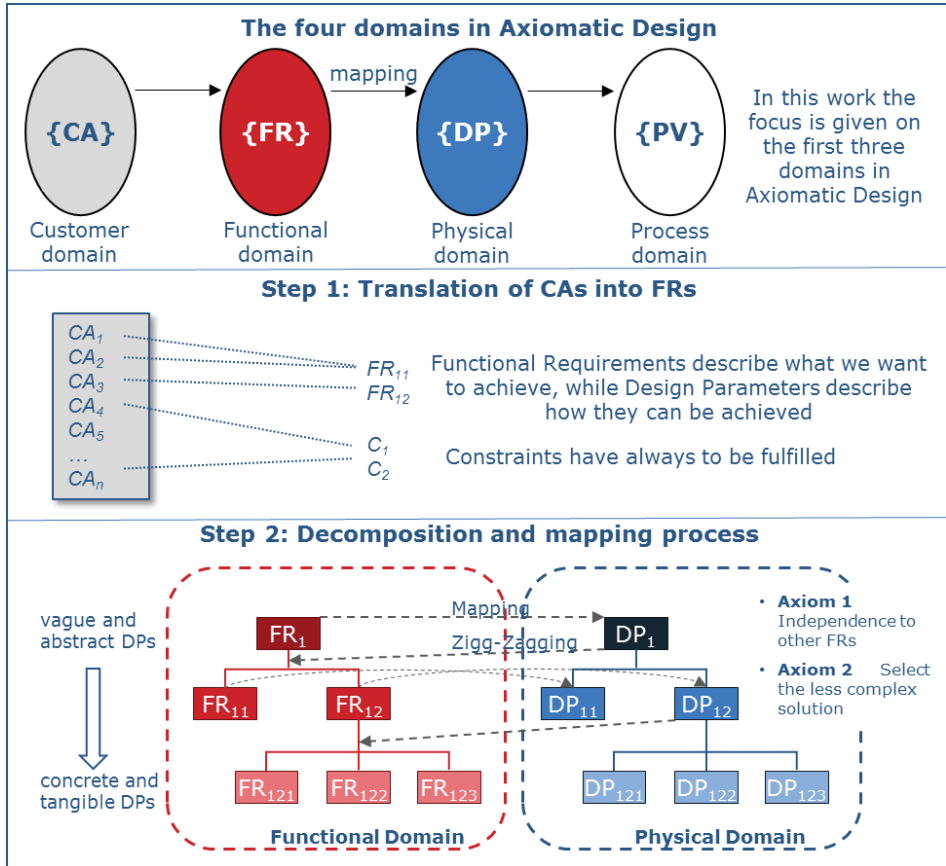 The four domains in Axiomatic Design
mapping
{CA}
{FR}
{DP}
{PV}
In this work the
focus is given on
the first three
domains in
Axiomatic Design
Customer
domain
Functional
domain
Physical
domain
Process
domain
Step 1: Translation of CAs into FRs
CA1
CA2
CA3
CA4
CA5
...
CAn
FR11
FR12
C1
C2
Functional Requirements describe what we want
to achieve, while Design Parameters describe
how they can be achieved
Constraints have always to be fulfilled
Step 2: Decomposition and mapping process
vague and
abstract DPs
concrete and
tangible DPs
Mapping
Zigg-Zagging
FR1
DP1
FR11
FR12
DP11
DP12
FR121
FR122
FR123
DP121
DP122
DP123
Functional Domain
Physical Domain
• Axiom 1
Independence to
other FRs
• Axiom 2 Select
the less complex
solution